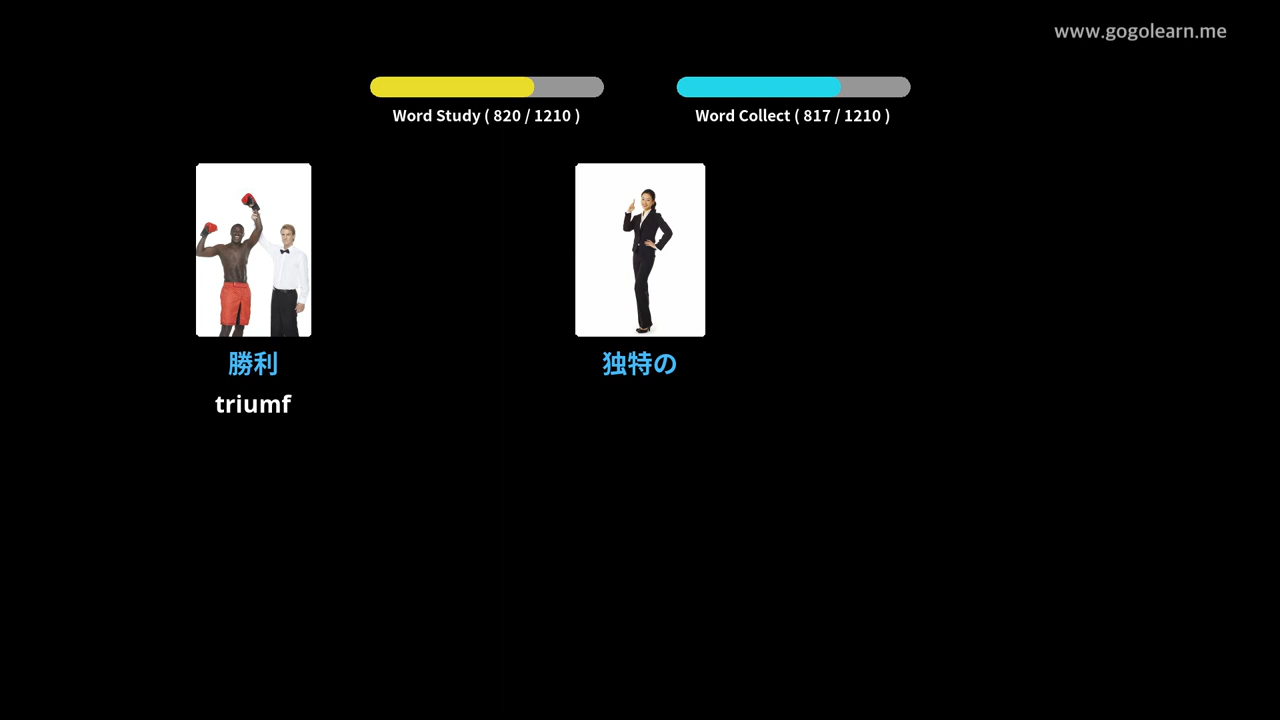 www.gogolearn.me
Word Study ( 820 / 1210 )
Word Collect ( 817 / 1210 )
勝利
triumf
独特の